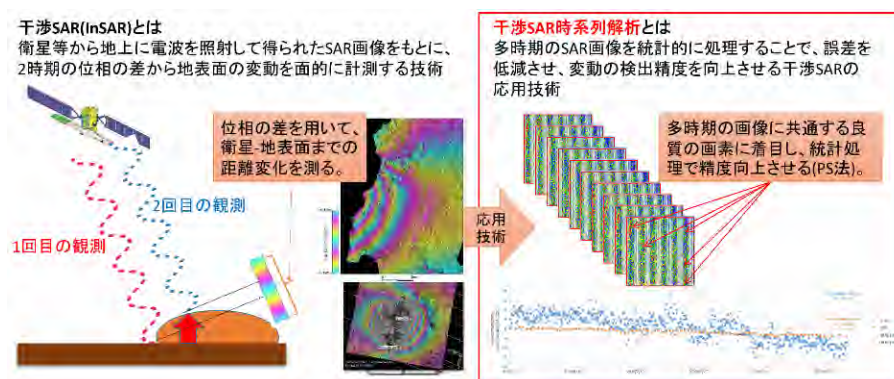 干渉SAR(InSAR)とは
衛星等から地上に電波を照射して得られたSAR画像をもとに、
2時期の位相の差から地表面の変動を面的に計測する技術
位相の差を用いて、
衛星-地表面までの
距離変化を測る。
2回目の観測
1回目の観測
応用
技術
干渉SAR時系列解析とは
多時期のSAR画像を統計的に処理することで、誤差を
低減させ、変動の検出精度を向上させる干渉SARの
応用技術
多時期の画像に共通する良
質の画素に着目し、統計処
理で精度向上させる(PS法)。